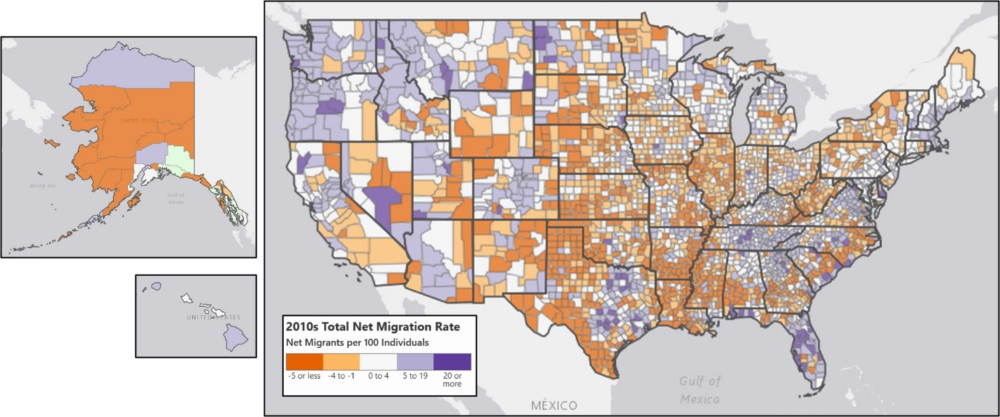 UNITED STATES
Bering Sea
Gulf of
Alaska
UNITED STATES
2010s Total Net Migration Rate
Net Migrants per 100 Individuals
-5 or less -4 to -1 0 to 4 5 to 19 20 or
more
Gulf of
Mexico
MÉXICO